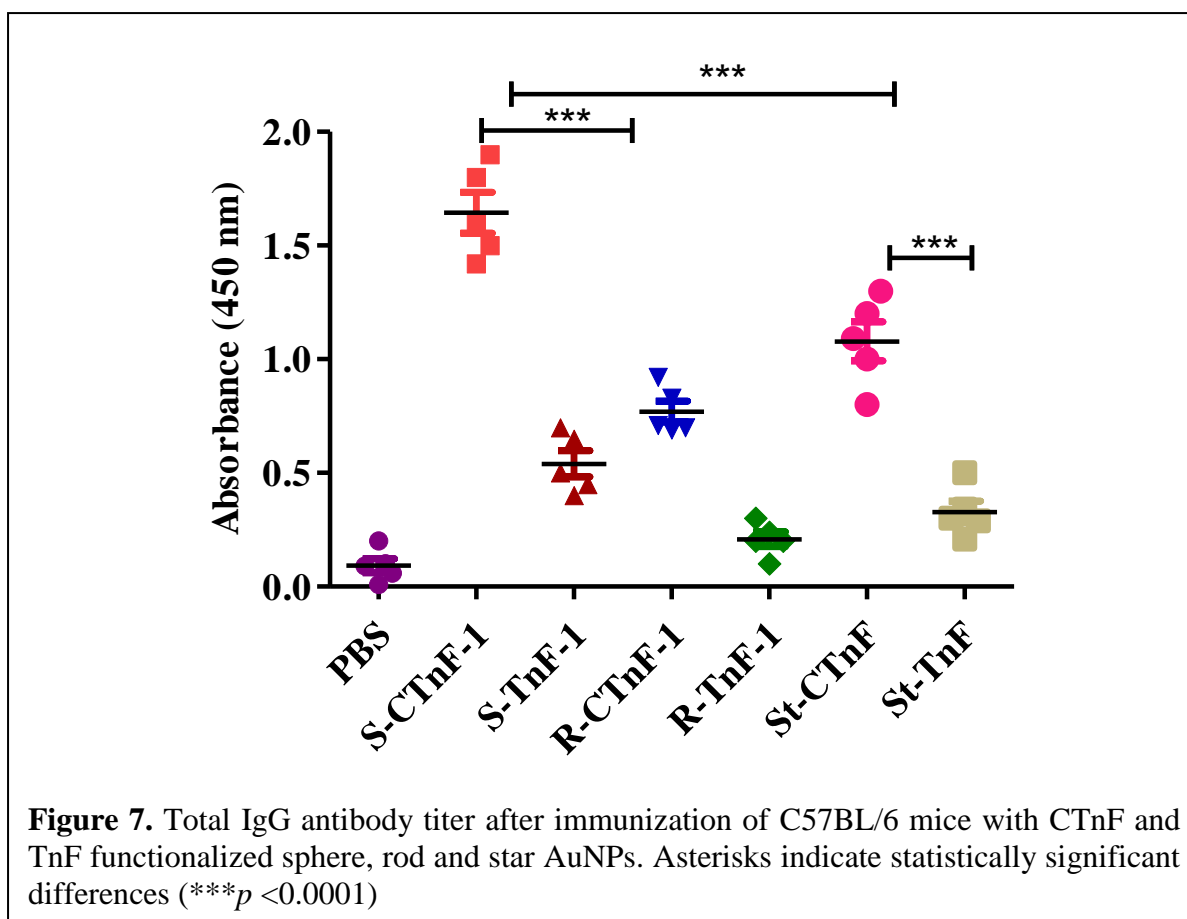 ***
***
***
2.0
1.5
1.0
0.5
0.0
Absorbance (450 nm)
PBS
S-CTnF-1
S-TnF-1
R-CTnF-1
R-TnF-1
St-CTnF
St-TnF
Figure 7. Total IgG antibody titer after immunization of C57BL/6 mice with CTnF and
TnF functionalized sphere, rod and star AuNPs. Asterisks indicate statistically significant
differences (***p <0.0001)